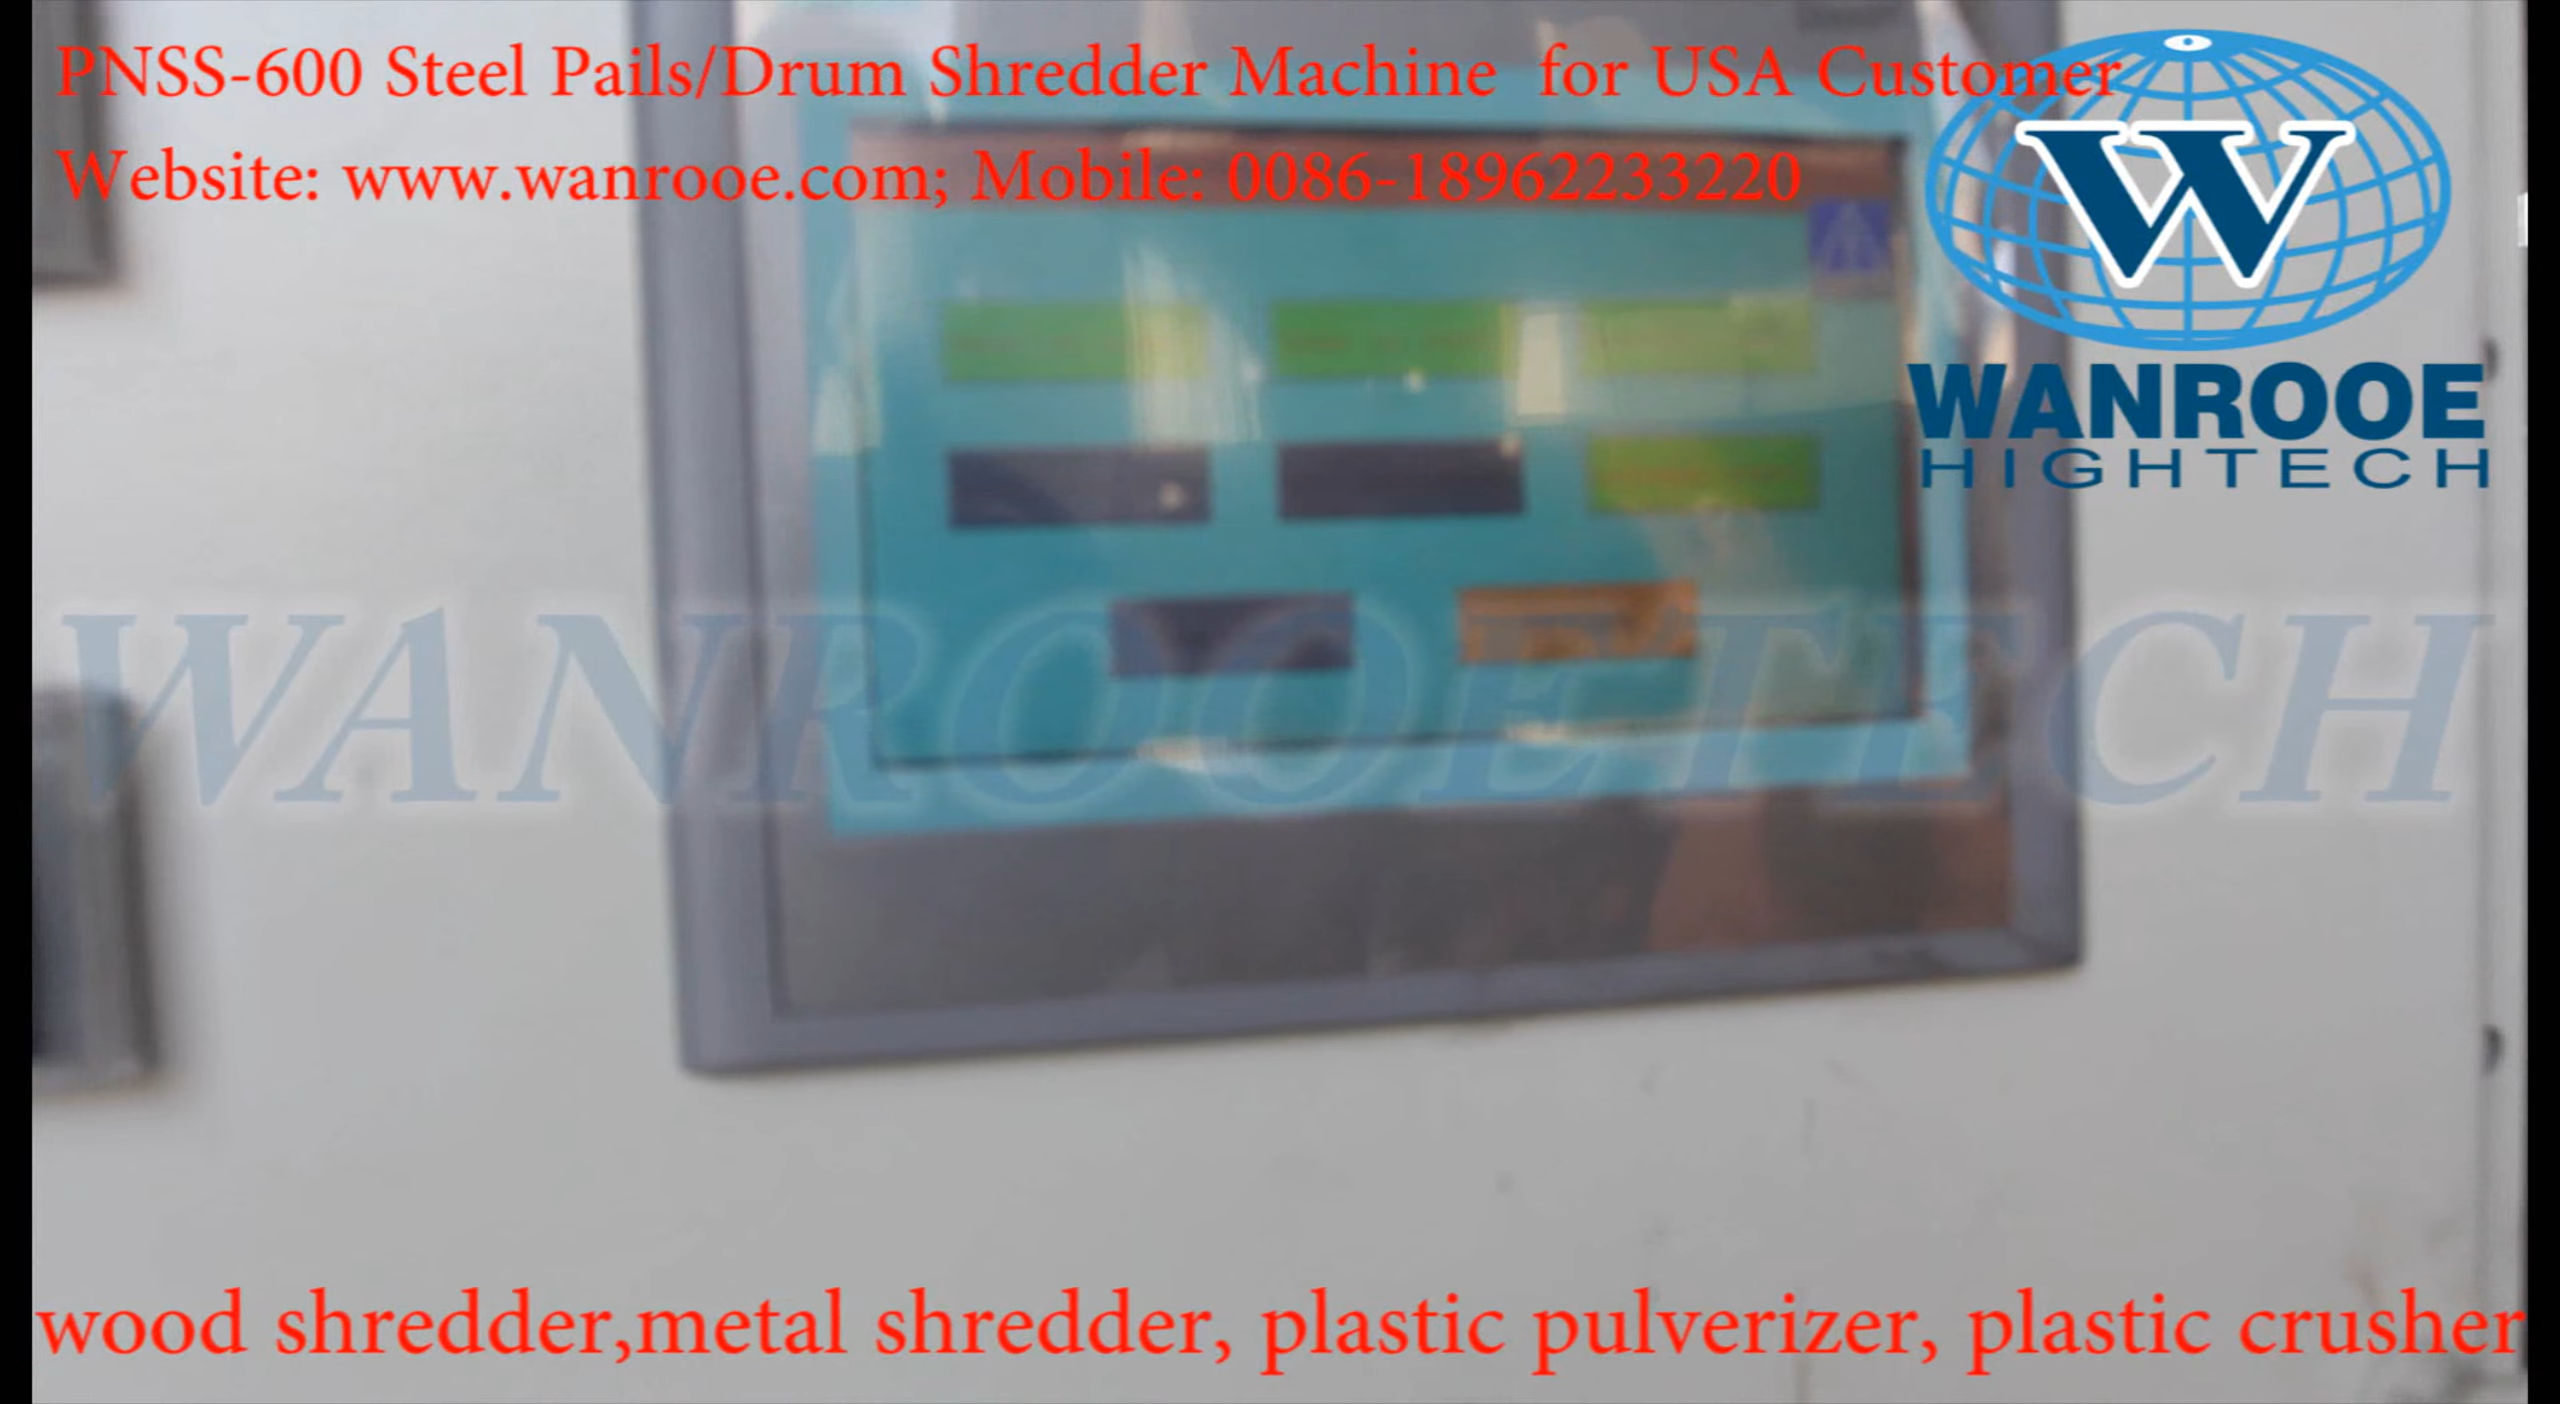 PNSS-600 Steel Pails/Drum Shredder Machine for USA Customer
Website: www.wanrooe.com; Mobile: 0086-18962233220
W
WANROOE
HIGHTECH
WANROOETECH
wood shredder,metal shredder, plastic pulverizer, plastic crusher